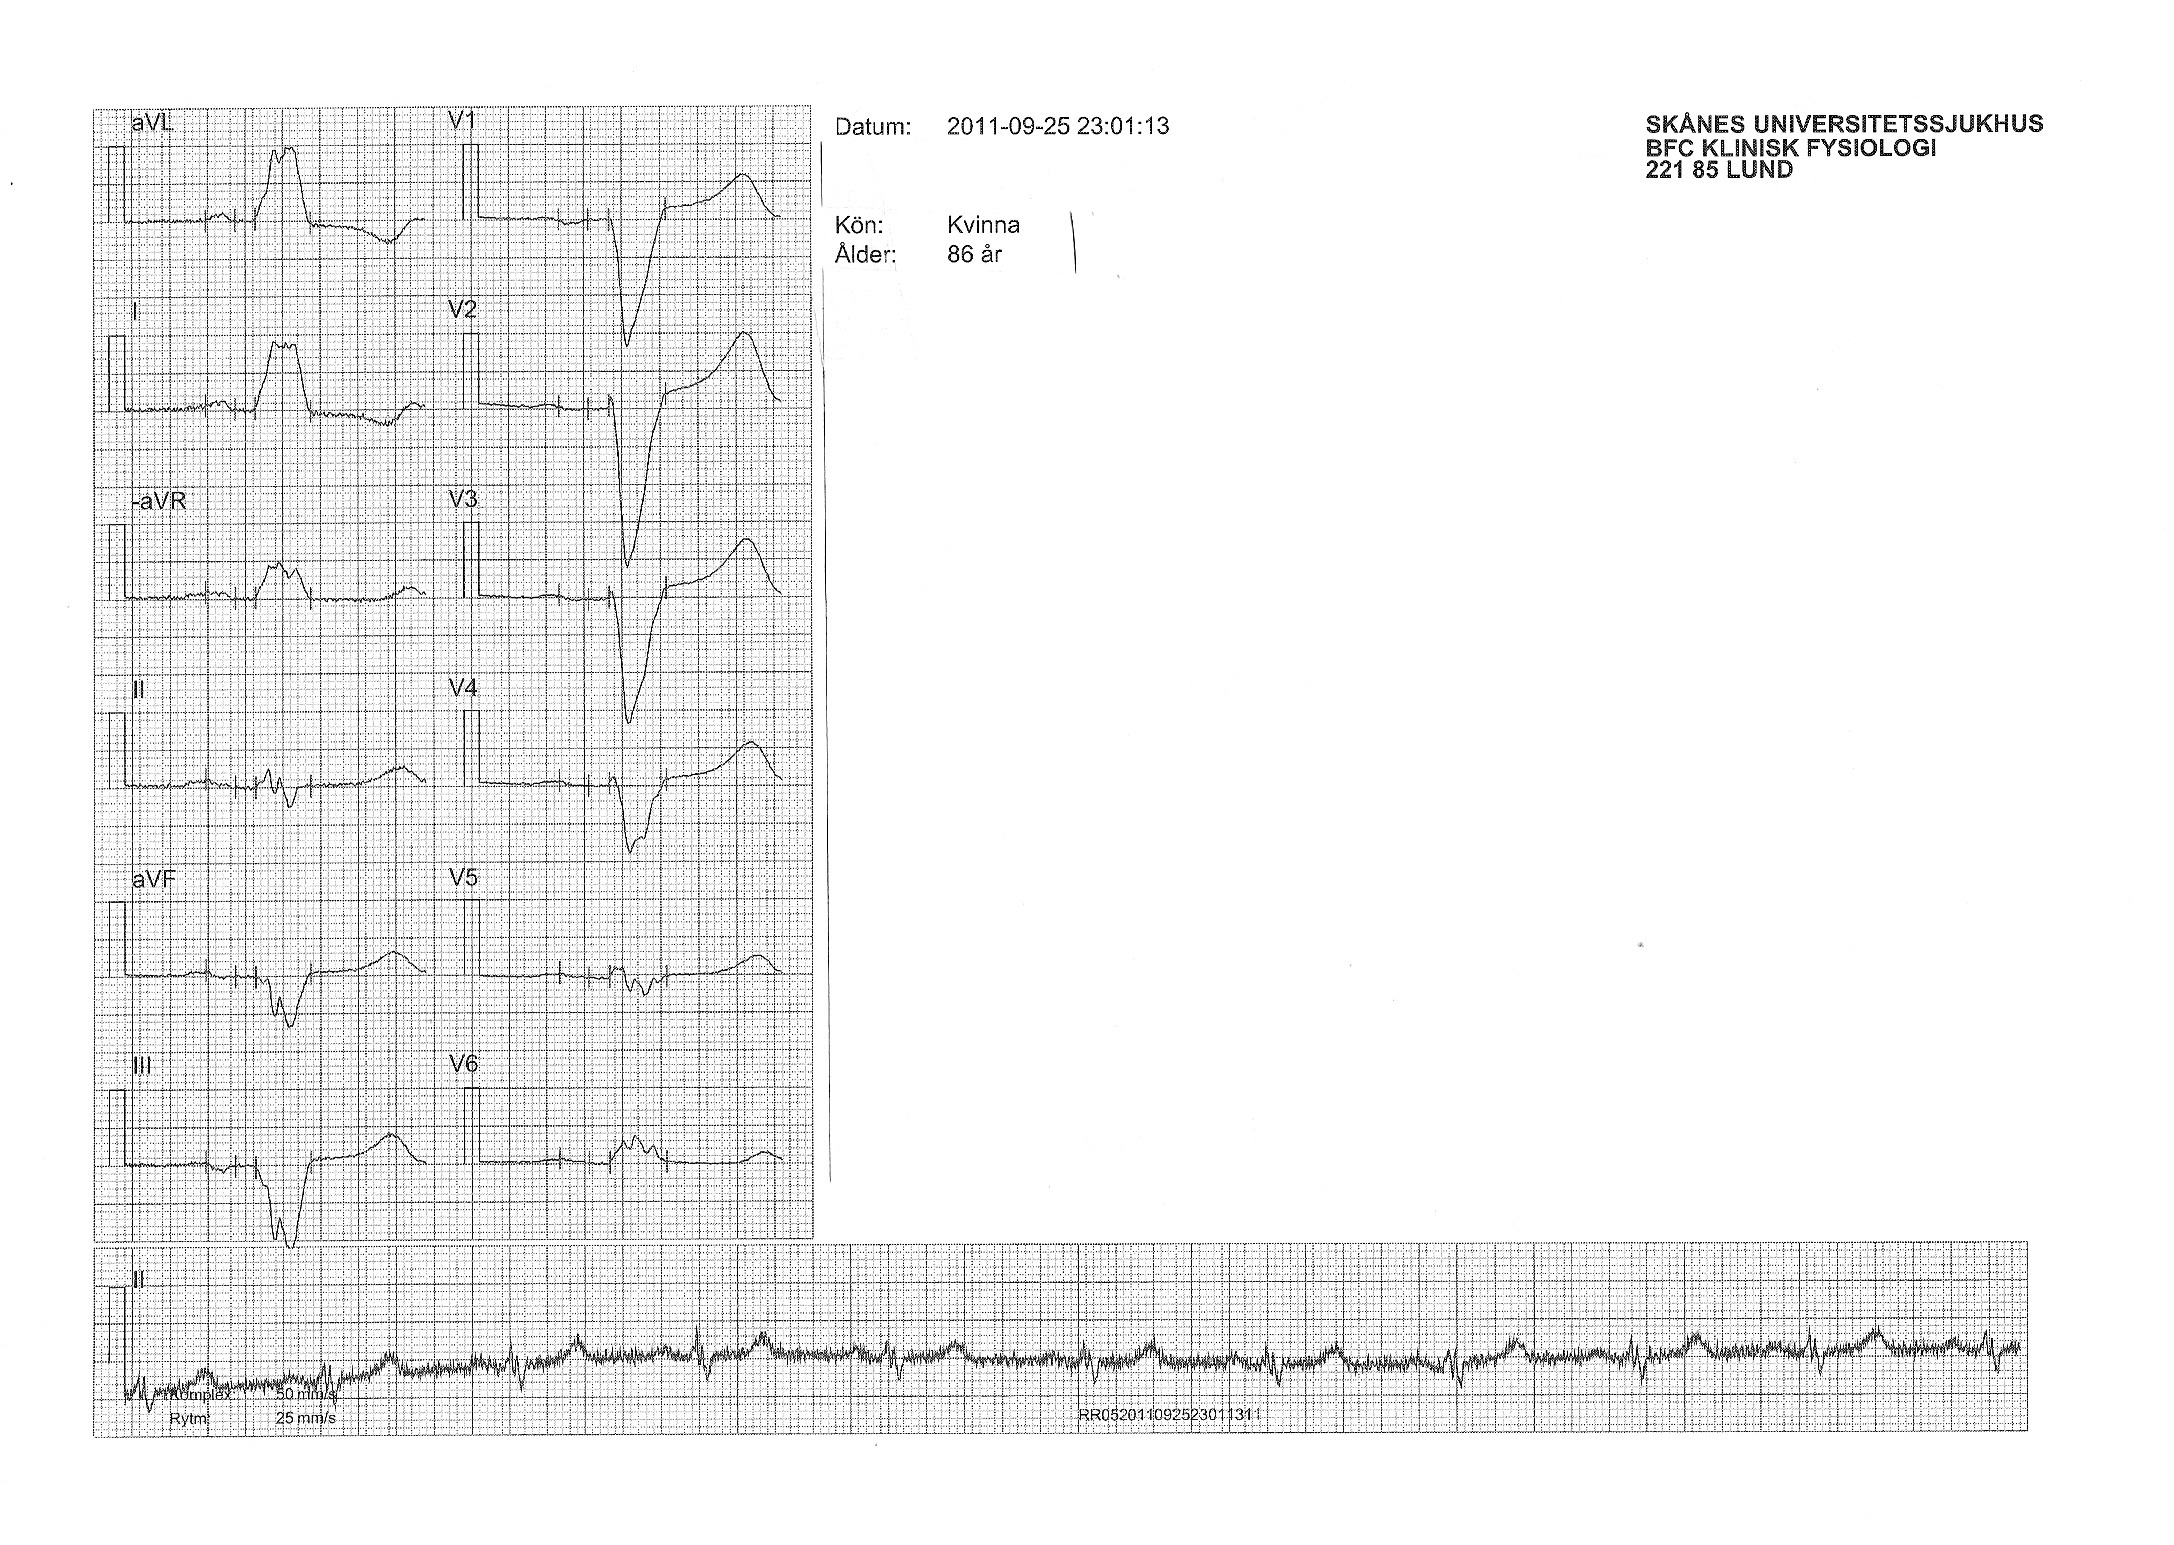 aVL V1
I V2
-aVR V3
II V4
aVF V5
III V6
Datum: 2011-09-25 23:01:13
Kön: Kvinna
Ålder: 86 år
SKÅNES UNIVERSITETSSJUKHUS
BFC KLINISK FYSIOLOGI
221 85 LUND
II
Komplex 50 mm/s
Rytm 25 mm/s
RR052011092523011311